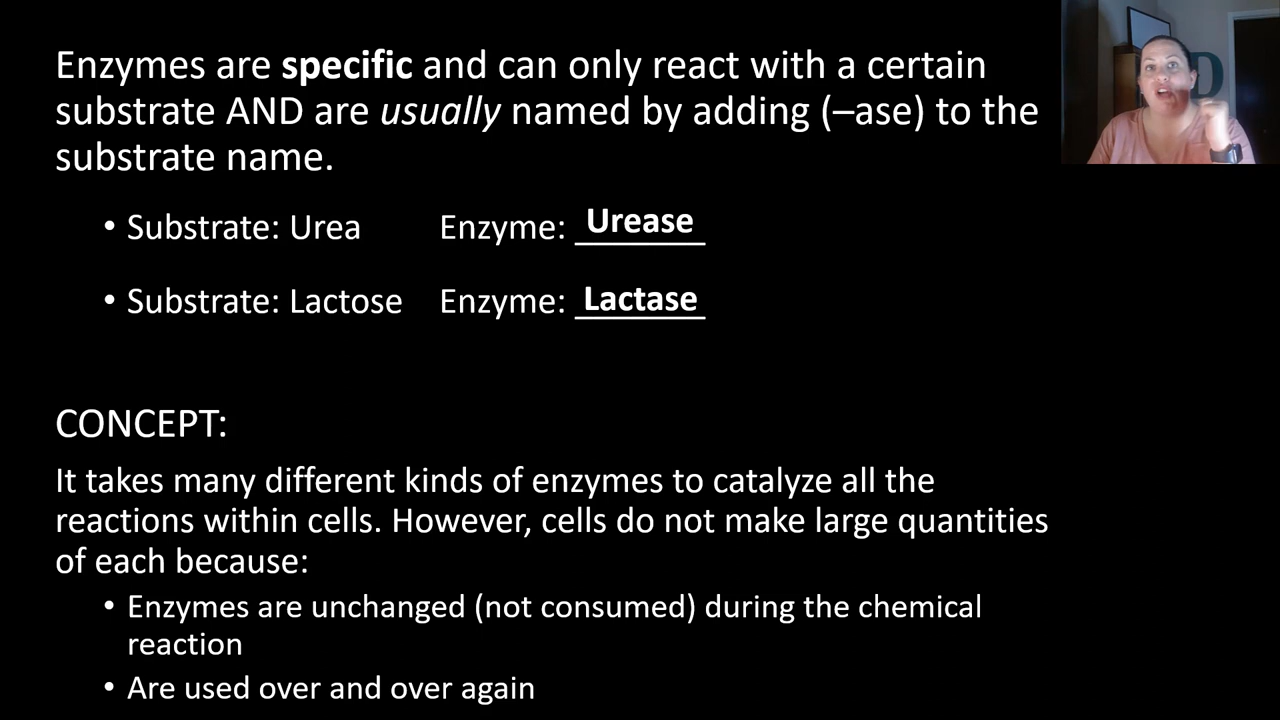 Enzymes are specific and can only react with a certain
substrate AND are usually named by adding (–ase) to the
substrate name.
• Substrate: Urea Enzyme: Urease
• Substrate: Lactose Enzyme: Lactase
CONCEPT:
It takes many different kinds of enzymes to catalyze all the
reactions within cells. However, cells do not make large quantities
of each because:
• Enzymes are unchanged (not consumed) during the chemical
reaction
• Are used over and over again
D